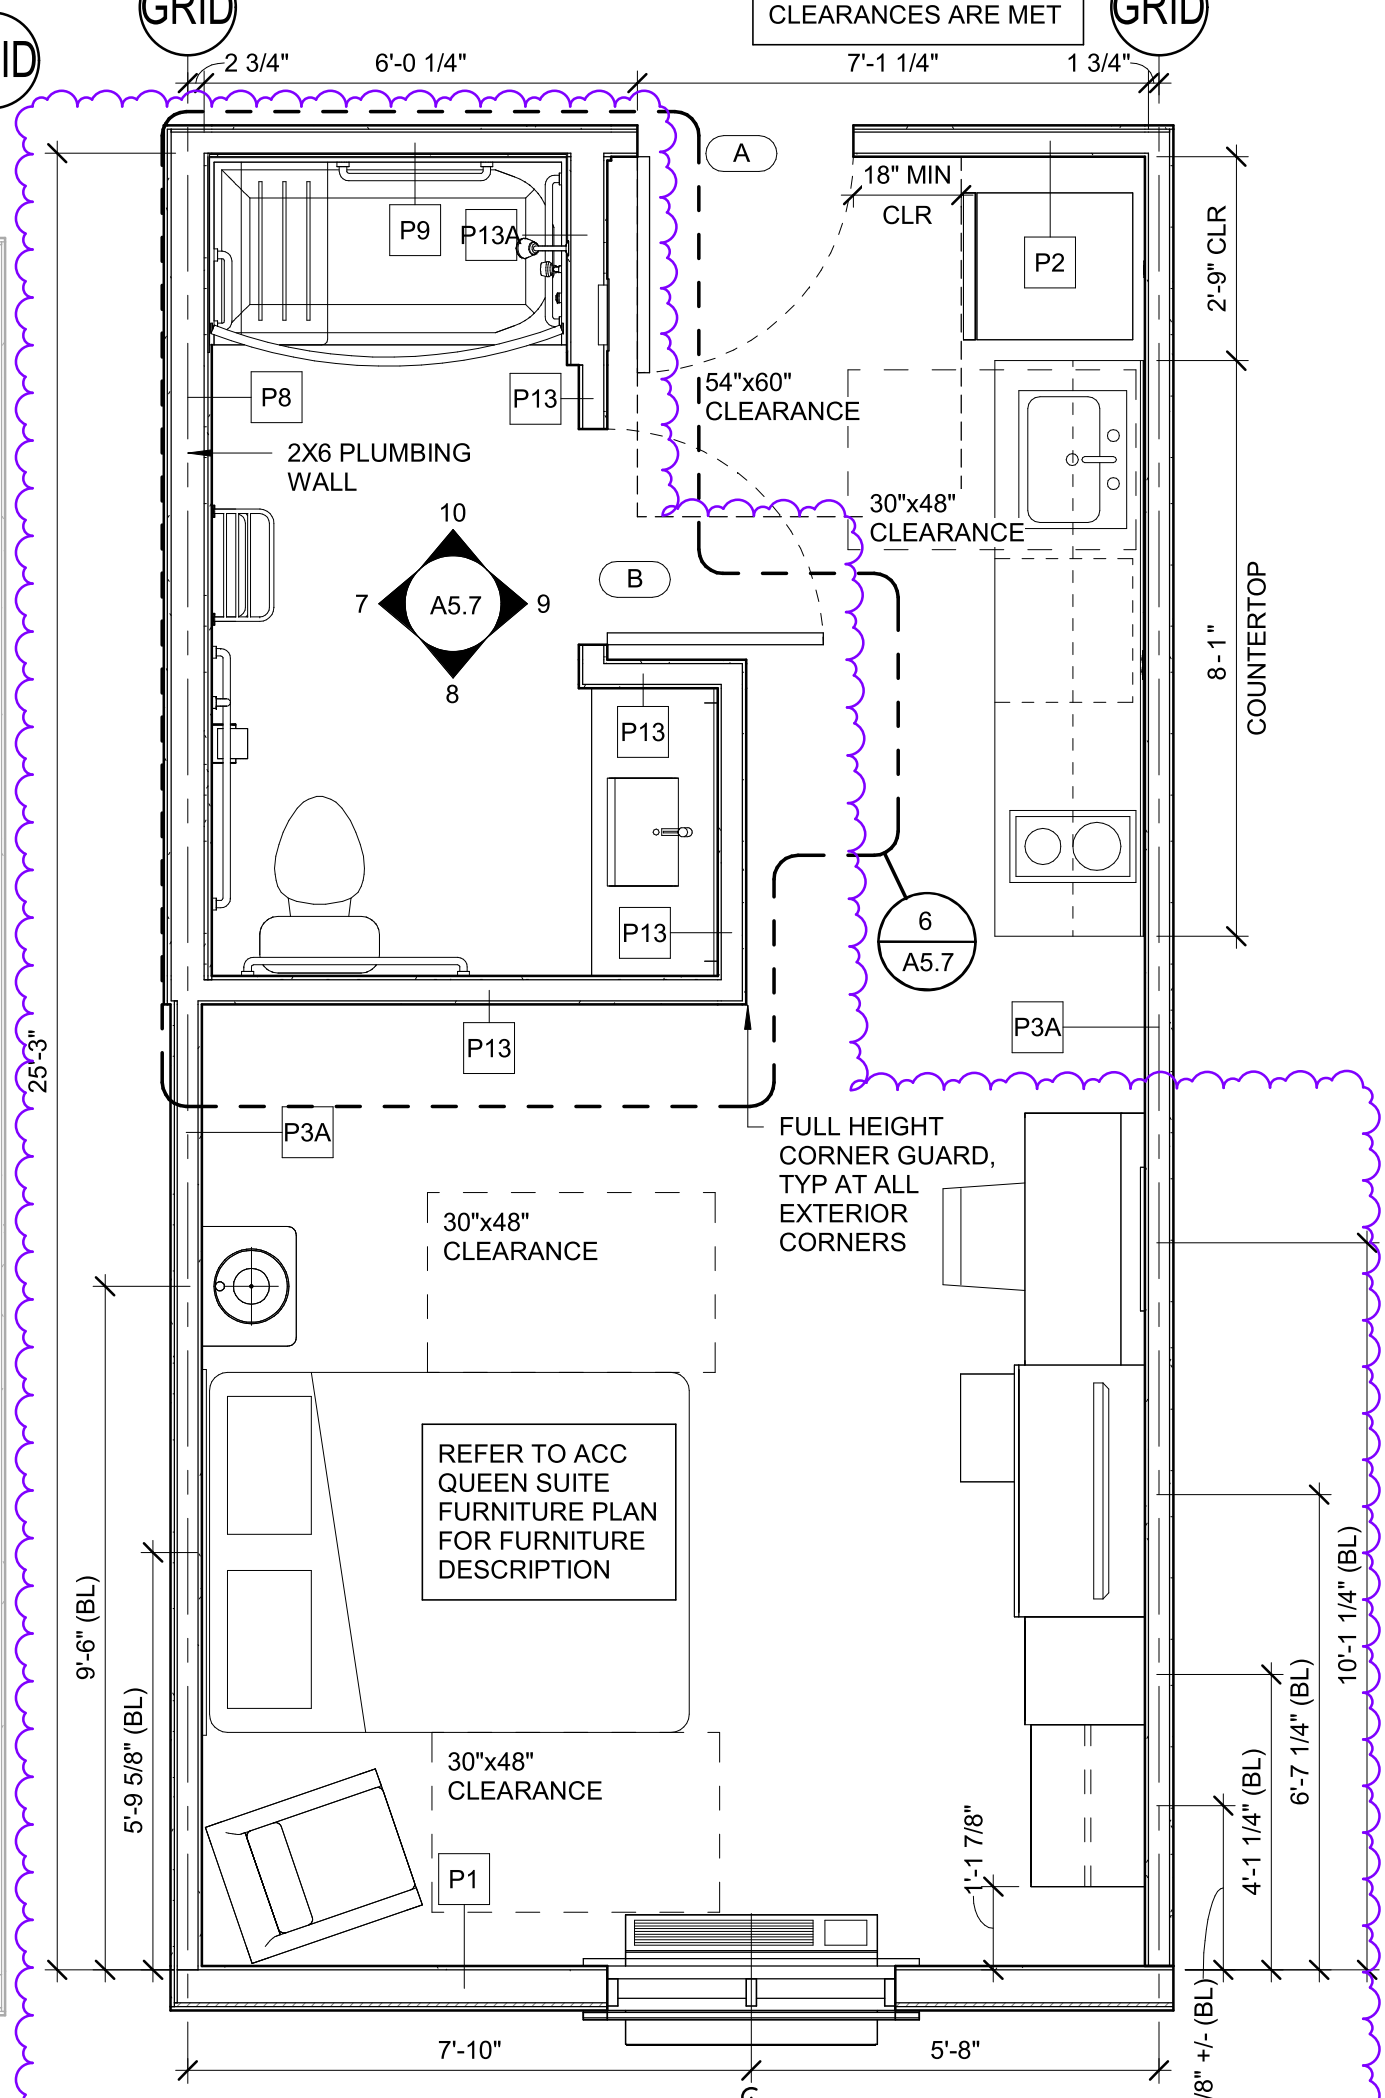 GRID
CLEARANCES ARE MET
GRID
ID
2 3/4"
6'-0 1/4"
7'-1 1/4"
1 3/4"
A
18" MIN
CLR
P9
P13A
P2
2'-9" CLR
54"x60"
CLEARANCE
P8
P13
2X6 PLUMBING
WALL
30"x48"
CLEARANCE
10
7
A5.7
9
8
B
8'-1"
COUNTERTOP
P13
P13
6
A5.7
P3A
25'-3"
P13
P3A
FULL HEIGHT
CORNER GUARD,
TYP AT ALL
EXTERIOR
CORNERS
30"x48"
CLEARANCE
REFER TO ACC
QUEEN SUITE
FURNITURE PLAN
FOR FURNITURE
DESCRIPTION
9'-6" (BL)
5'-9 5/8" (BL)
10'-1 1/4" (BL)
6'-7 1/4" (BL)
4'-1 1/4" (BL)
30"x48"
CLEARANCE
1'-1 7/8"
P1
/8" +/- (BL)
7'-10"
5'-8"